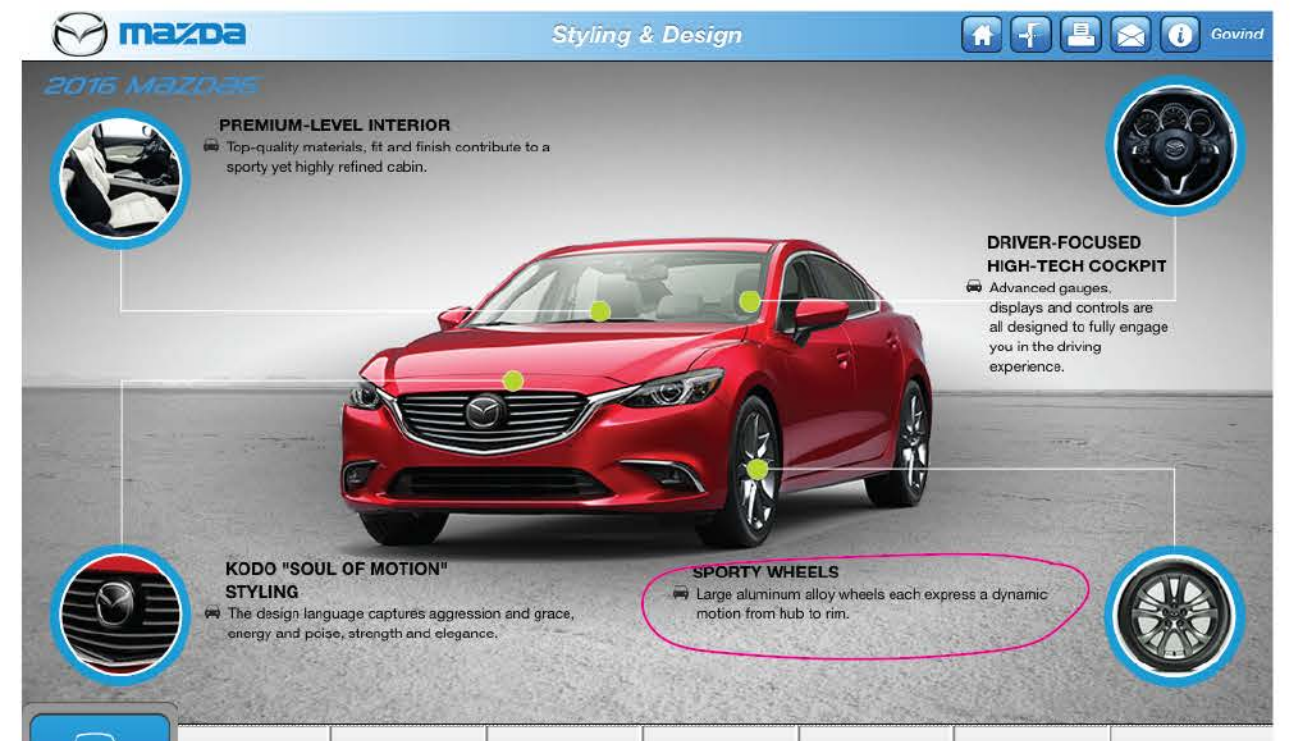 mazda
Styling & Design
Govind
2016 mazda6
PREMIUM-LEVEL INTERIOR
Top-quality materials, fit and finish contribute to a
sporty yet highly refined cabin.
DRIVER-FOCUSED
HIGH-TECH COCKPIT
Advanced gauges,
displays and controls are
all designed to fully engage
you in the driving
experience.
KODO "SOUL OF MOTION"
STYLING
The design language captures aggression and grace,
energy and poise, strength and elegance.
SPORTY WHEELS
Large aluminum alloy wheels each express a dynamic
motion from hub to rim.